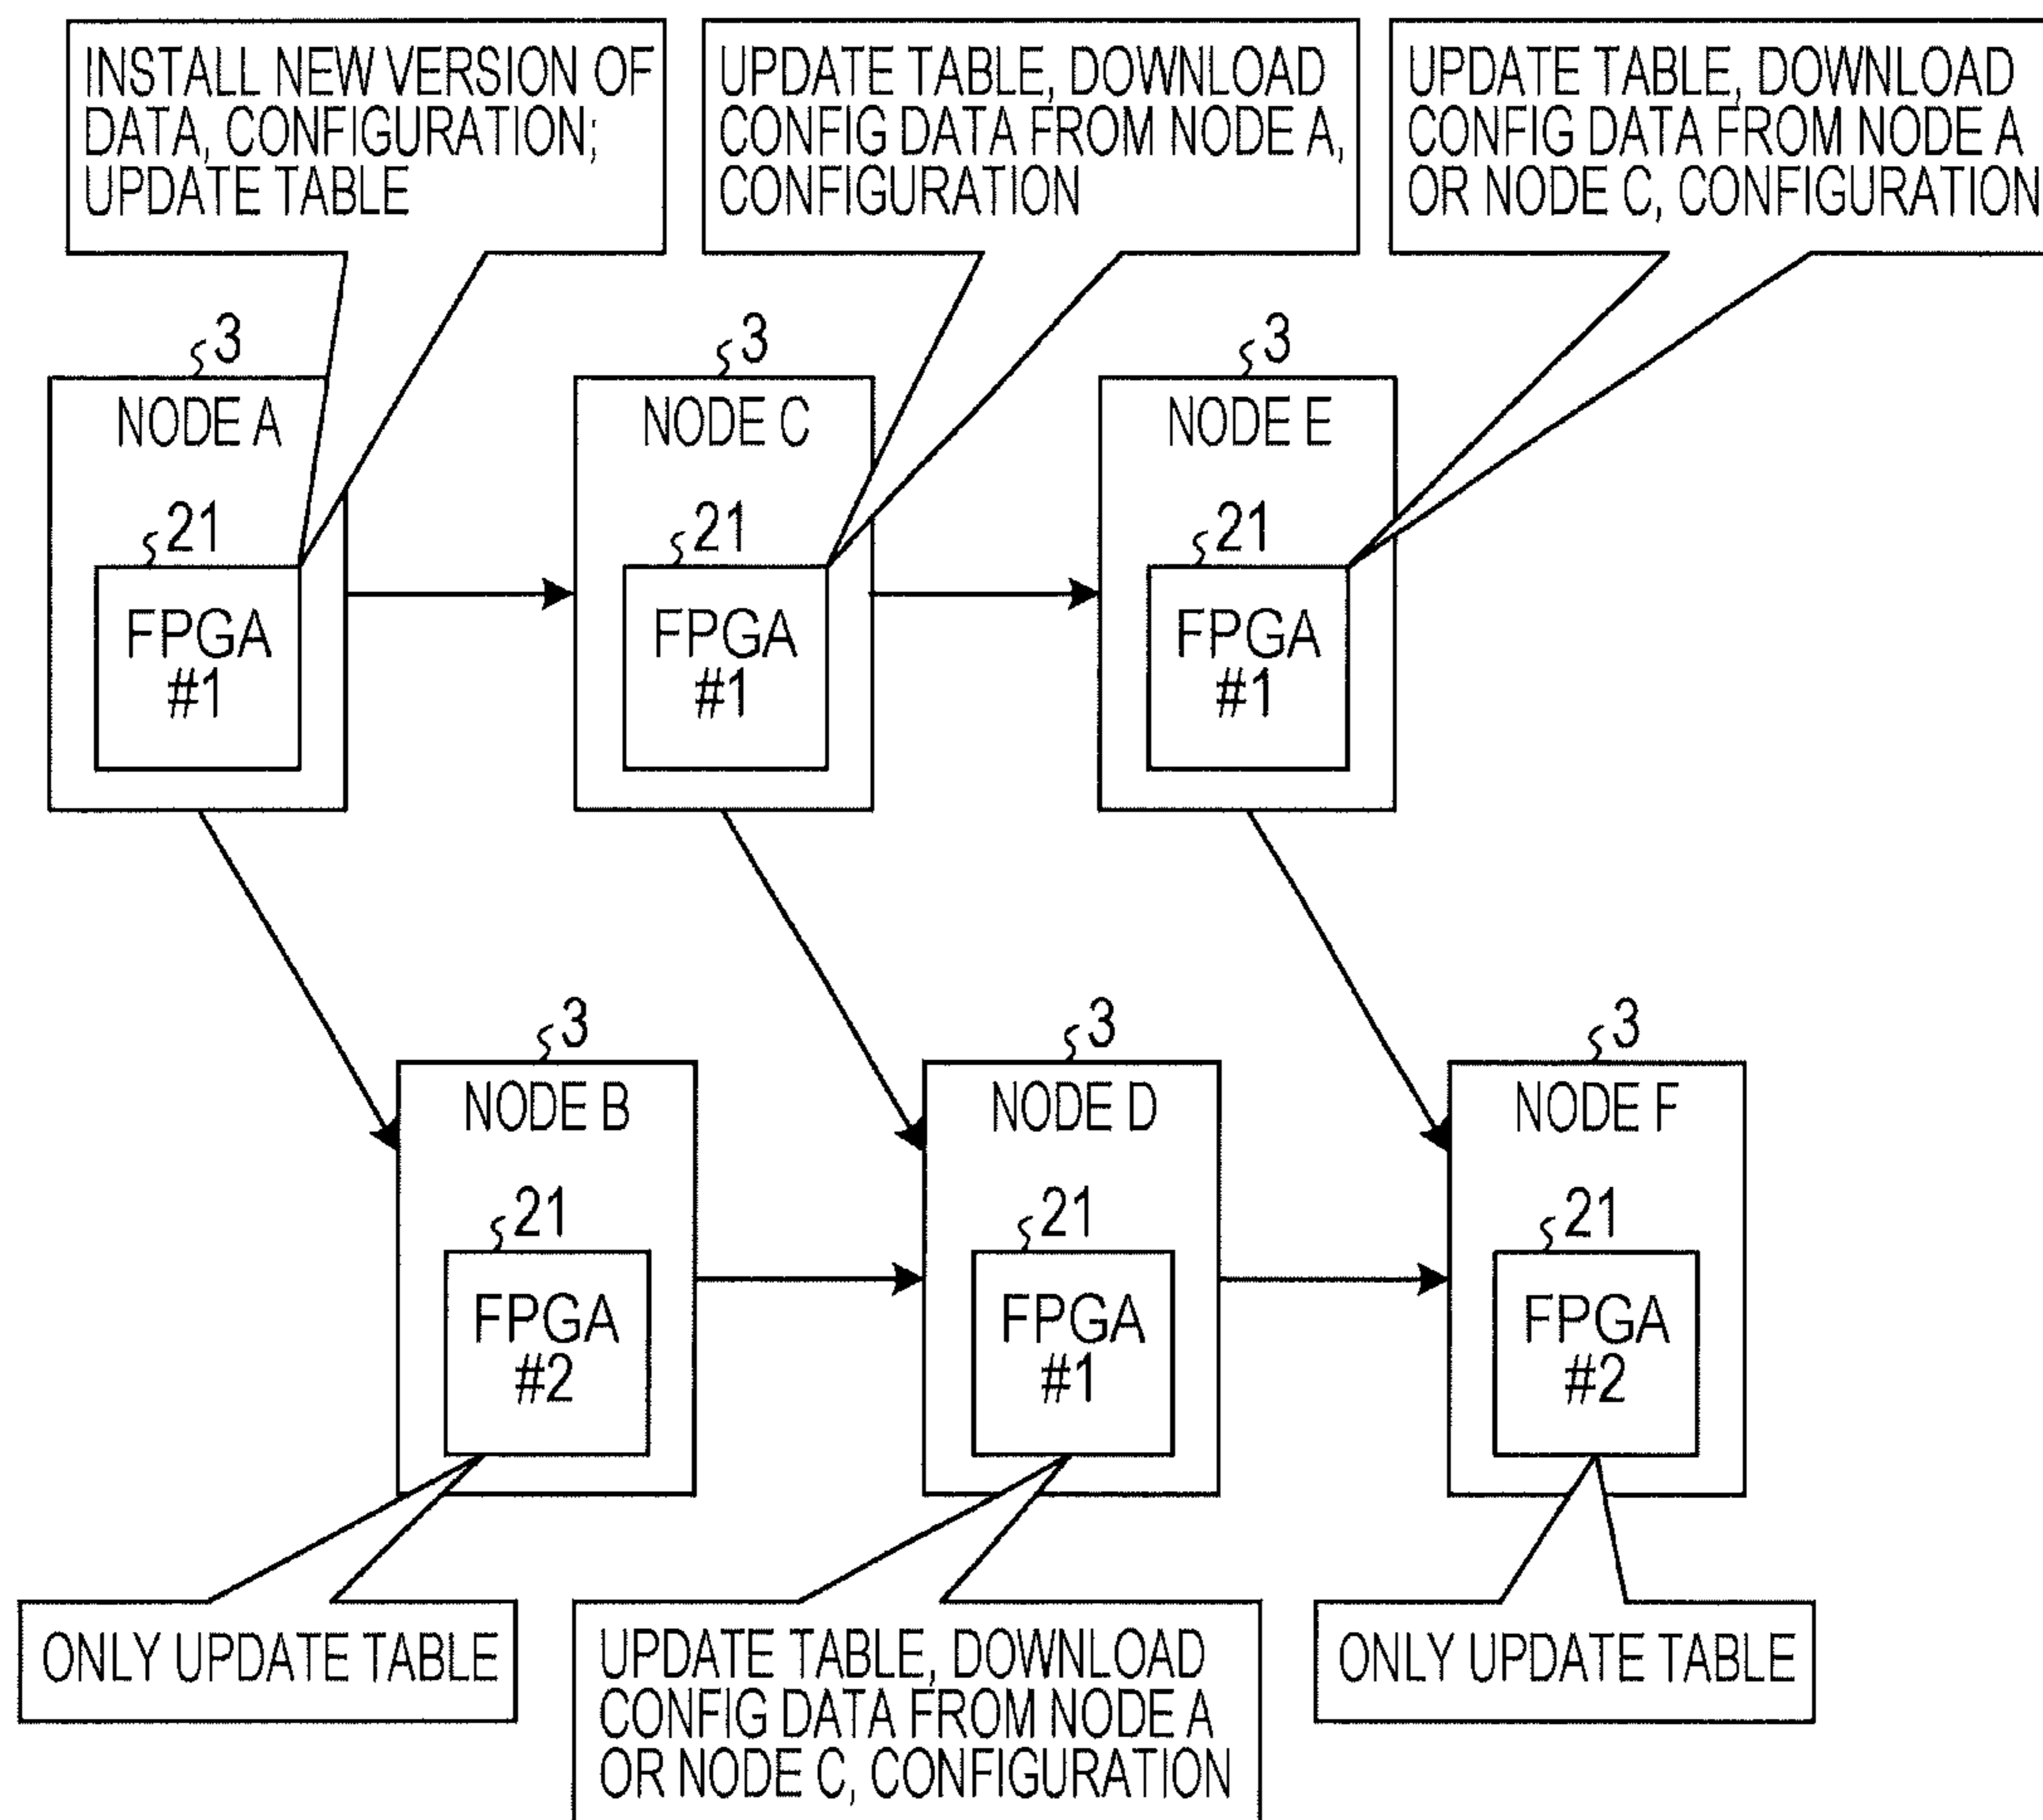 INSTALL NEW VERSION OF
DATA, CONFIGURATION;
UPDATE TABLE
UPDATE TABLE, DOWNLOAD
CONFIG DATA FROM NODE A,
CONFIGURATION
UPDATE TABLE, DOWNLOAD
CONFIG DATA FROM NODE A
OR NODE C, CONFIGURATION
3
NODE A
21
FPGA
#1
3
NODE C
21
FPGA
#1
3
NODE E
21
FPGA
#1
3
NODE B
21
FPGA
#2
3
NODE D
21
FPGA
#1
3
NODE F
21
FPGA
#2
ONLY UPDATE TABLE
UPDATE TABLE, DOWNLOAD
CONFIG DATA FROM NODE A
OR NODE C, CONFIGURATION
ONLY UPDATE TABLE